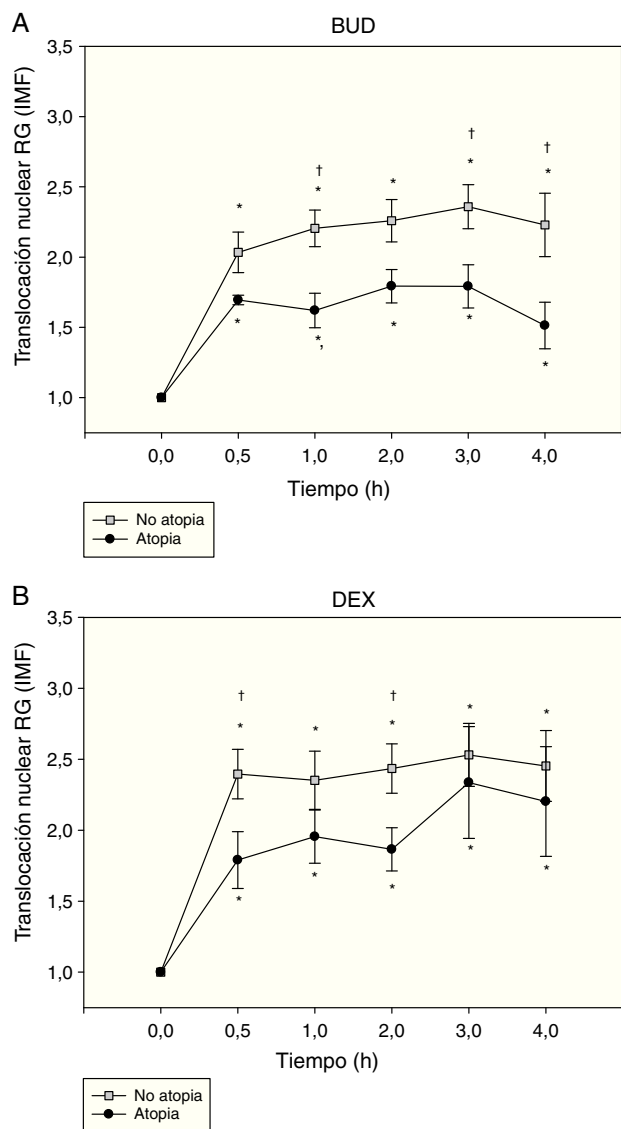 A
BUD
3,5
3,0
2,5
2,0
1,5
1,0
Translocación nuclear RG (IMF)
* †* * †* †*
* *, * * *
0,0 0,5 1,0 2,0 3,0 4,0
Tiempo (h)
No atopia
Atopia
B
DEX
3,5
3,0
2,5
2,0
1,5
1,0
Translocación nuclear RG (IMF)
†* * †* * *
* * * * *
0,0 0,5 1,0 2,0 3,0 4,0
Tiempo (h)
No atopia
Atopia